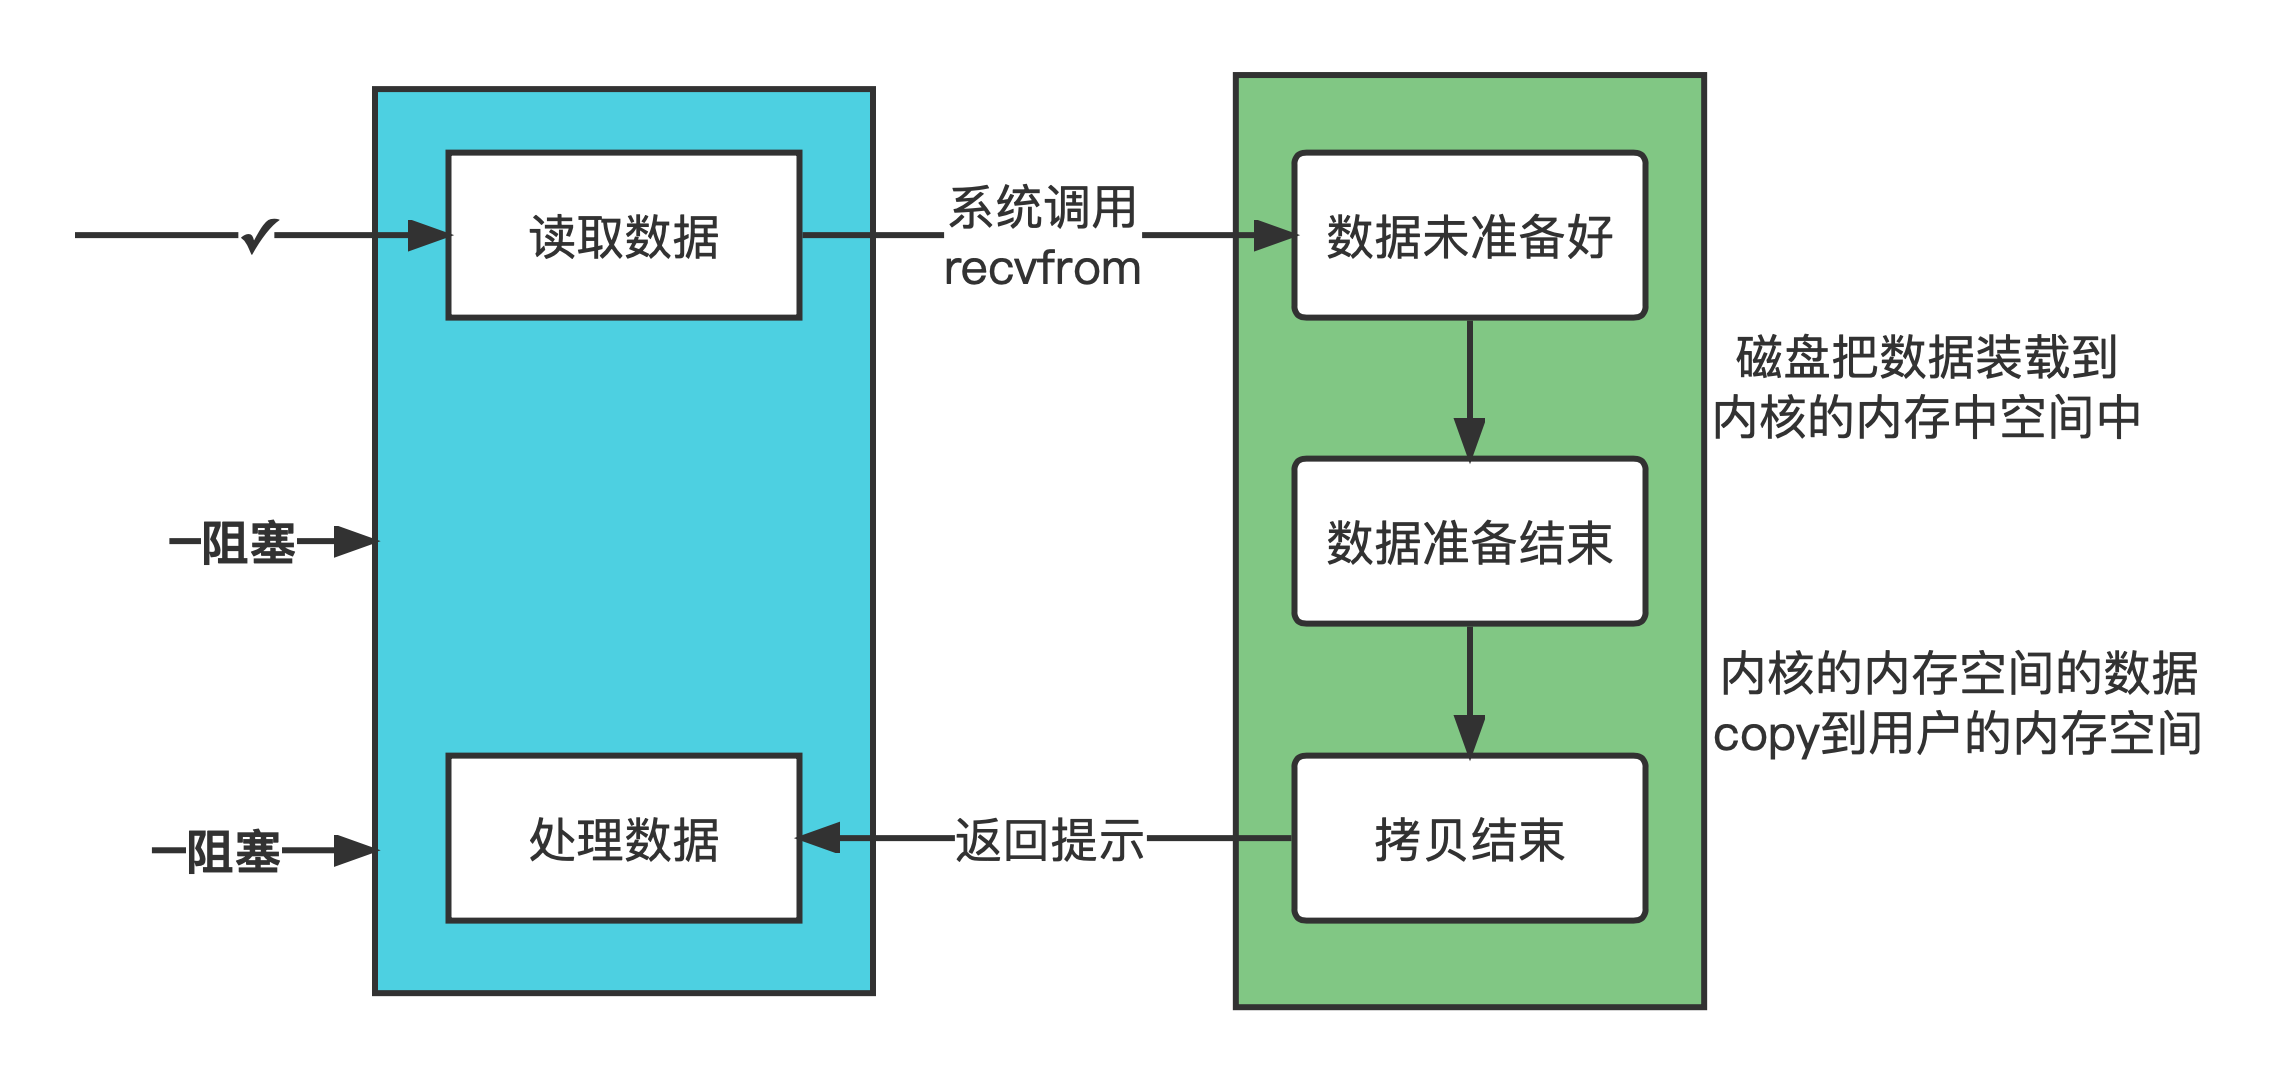 读取数据
系统调用
recvfrom
数据未准备好
磁盘把数据装载到
内核的内存中空间中
阻塞
数据准备结束
内核的内存空间的数据
copy到用户的内存空间
阻塞
处理数据
返回提示
拷贝结束